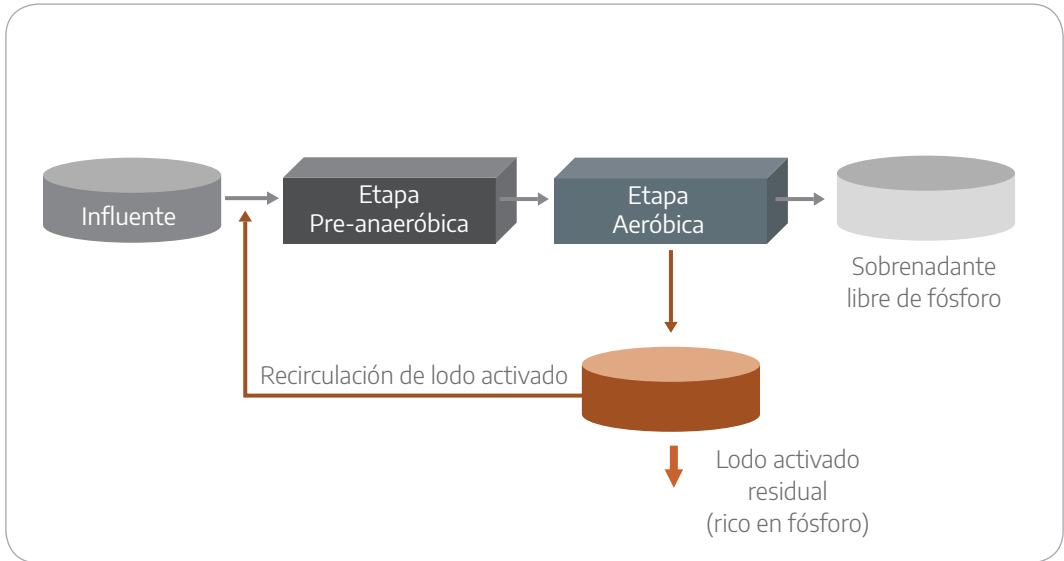 Influente
Etapa
Pre-anaeróbica
Etapa
Aeróbica
Sobrenadante
libre de fósforo
Recirculación de lodo activado
Lodo activado
residual
(rico en fósforo)